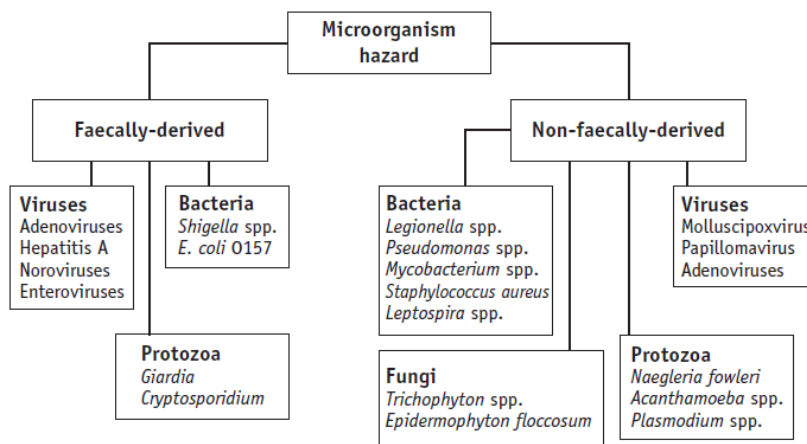 Microorganism
hazard
Faecally-derived
Non-faecally-derived
Viruses
Adenoviruses
Hepatitis A
Noroviruses
Enteroviruses
Bacteria
Shigella spp.
E. coli 0157
Protozoa
Giardia
Cryptosporidium
Bacteria
Legionella spp.
Pseudomonas spp.
Mycobacterium spp.
Staphylococcus aureus
Leptospira spp.
Fungi
Trichophyton spp.
Epidermophyton floccosum
Viruses
Molluscipoxvirus
Papillomavirus
Adenoviruses
Protozoa
Naegleria fowleri
Acanthamoeba spp.
Plasmodium spp.